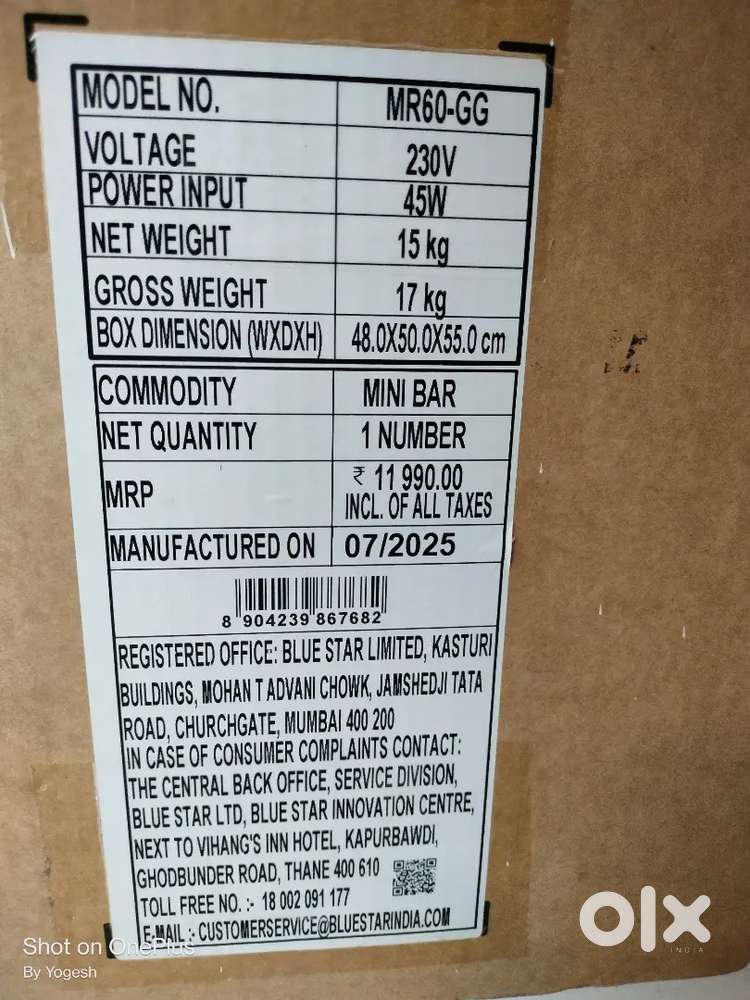 MODEL NO. MR60-GG
VOLTAGE 230V
POWER INPUT 45W
NET WEIGHT 15 kg
GROSS WEIGHT 17 kg
BOX DIMENSION (WXDXH) 48.0X50.0X55.0 cm
COMMODITY MINI BAR
NET QUANTITY 1 NUMBER
MRP ₹ 11 990.00
INCL. OF ALL TAXES
MANUFACTURED ON 07/2025
8 904239 867682
REGISTERED OFFICE: BLUE STAR LIMITED, KASTURI
BUILDINGS, MOHAN T ADVANI CHOWK, JAMSHEDJI TATA
ROAD, CHURCHGATE, MUMBAI 400 200
IN CASE OF CONSUMER COMPLAINTS CONTACT:
THE CENTRAL BACK OFFICE, SERVICE DIVISION,
BLUE STAR LTD, BLUE STAR INNOVATION CENTRE,
NEXT TO VIHANG'S INN HOTEL, KAPURBAWDI,
GHODBUNDER ROAD, THANE 400 610
TOLL FREE NO. :- 18 002 091 177
E-MAIL :- CUSTOMERSERVICE@BLUESTARINDIA.COM
Shot on OnePlus
By Yogesh
olx
INDIA